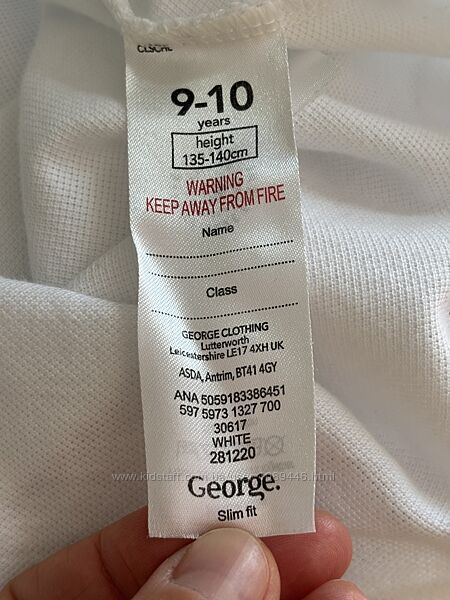 CLSCHL
9-10
years
height
135-140cm
WARNING
KEEP AWAY FROM FIRE
Name
Class
GEORGE CLOTHING
Lutterworth
Leicestershire LE17 4XH UK
ASDA, Antrim, BT41 4GY
ANA 5059183386451
597 5973 1327 700
30617
WHITE
281220
George.
Slim fit